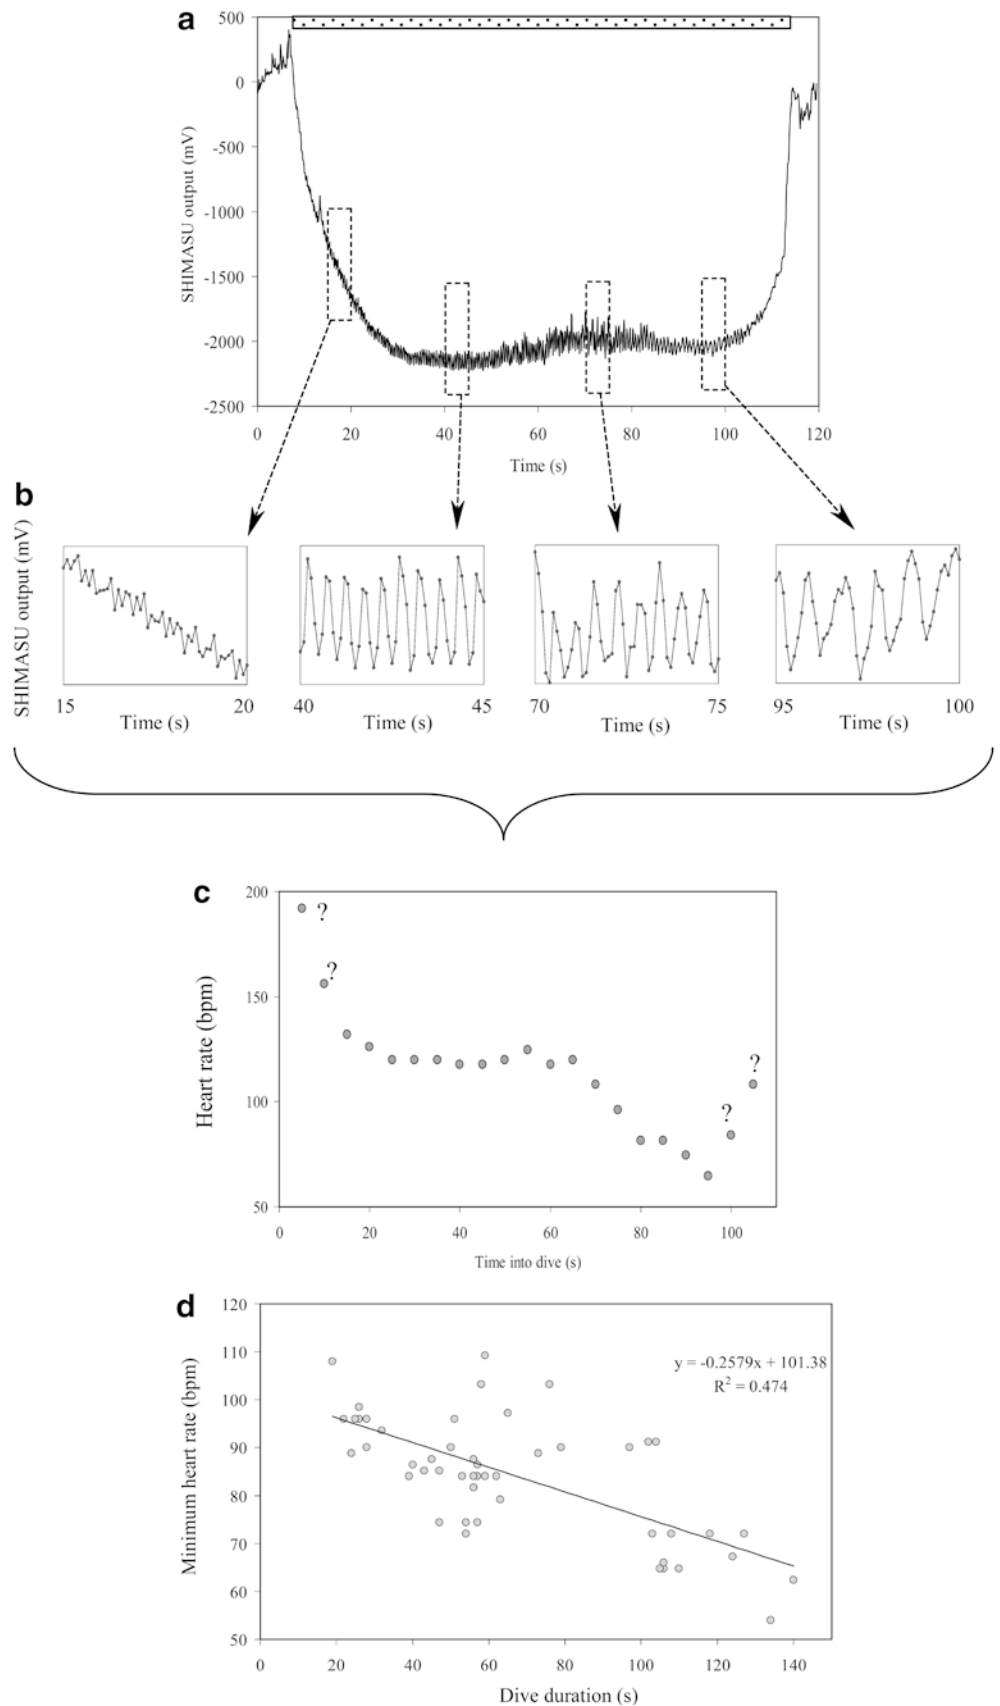 a
500
0
-500
-1000
-1500
-2000
-2500
SHIMASU output (mV)
0 20 40 60 80 100 120
Time (s)
b
SHIMASU output (mV)
15 20
Time (s)
40 45
Time (s)
70 75
Time (s)
95 100
Time (s)
c
200
150
100
50
Heart rate (bpm)
?
?
?
?
0 20 40 60 80 100
Time into dive (s)
d
120
110
100
90
80
70
60
50
Minimum heart rate (bpm)
y = -0.2579x + 101.38
R² = 0.474
0 20 40 60 80 100 120 140
Dive duration (s)